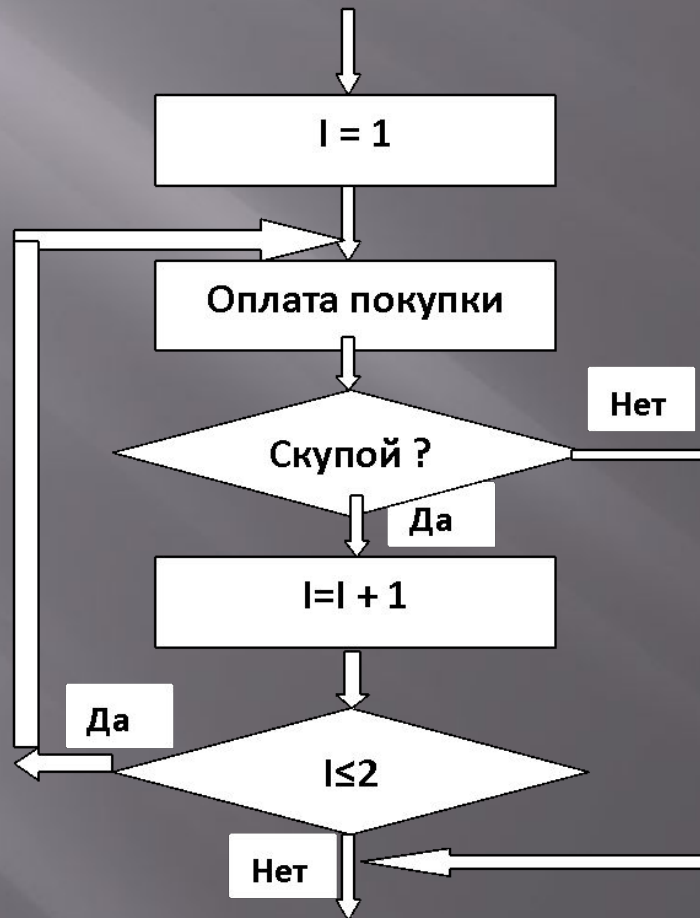 I = 1
Оплата покупки
Скупой ?
Нет
Да
I=I + 1
Да
I≤2
Нет